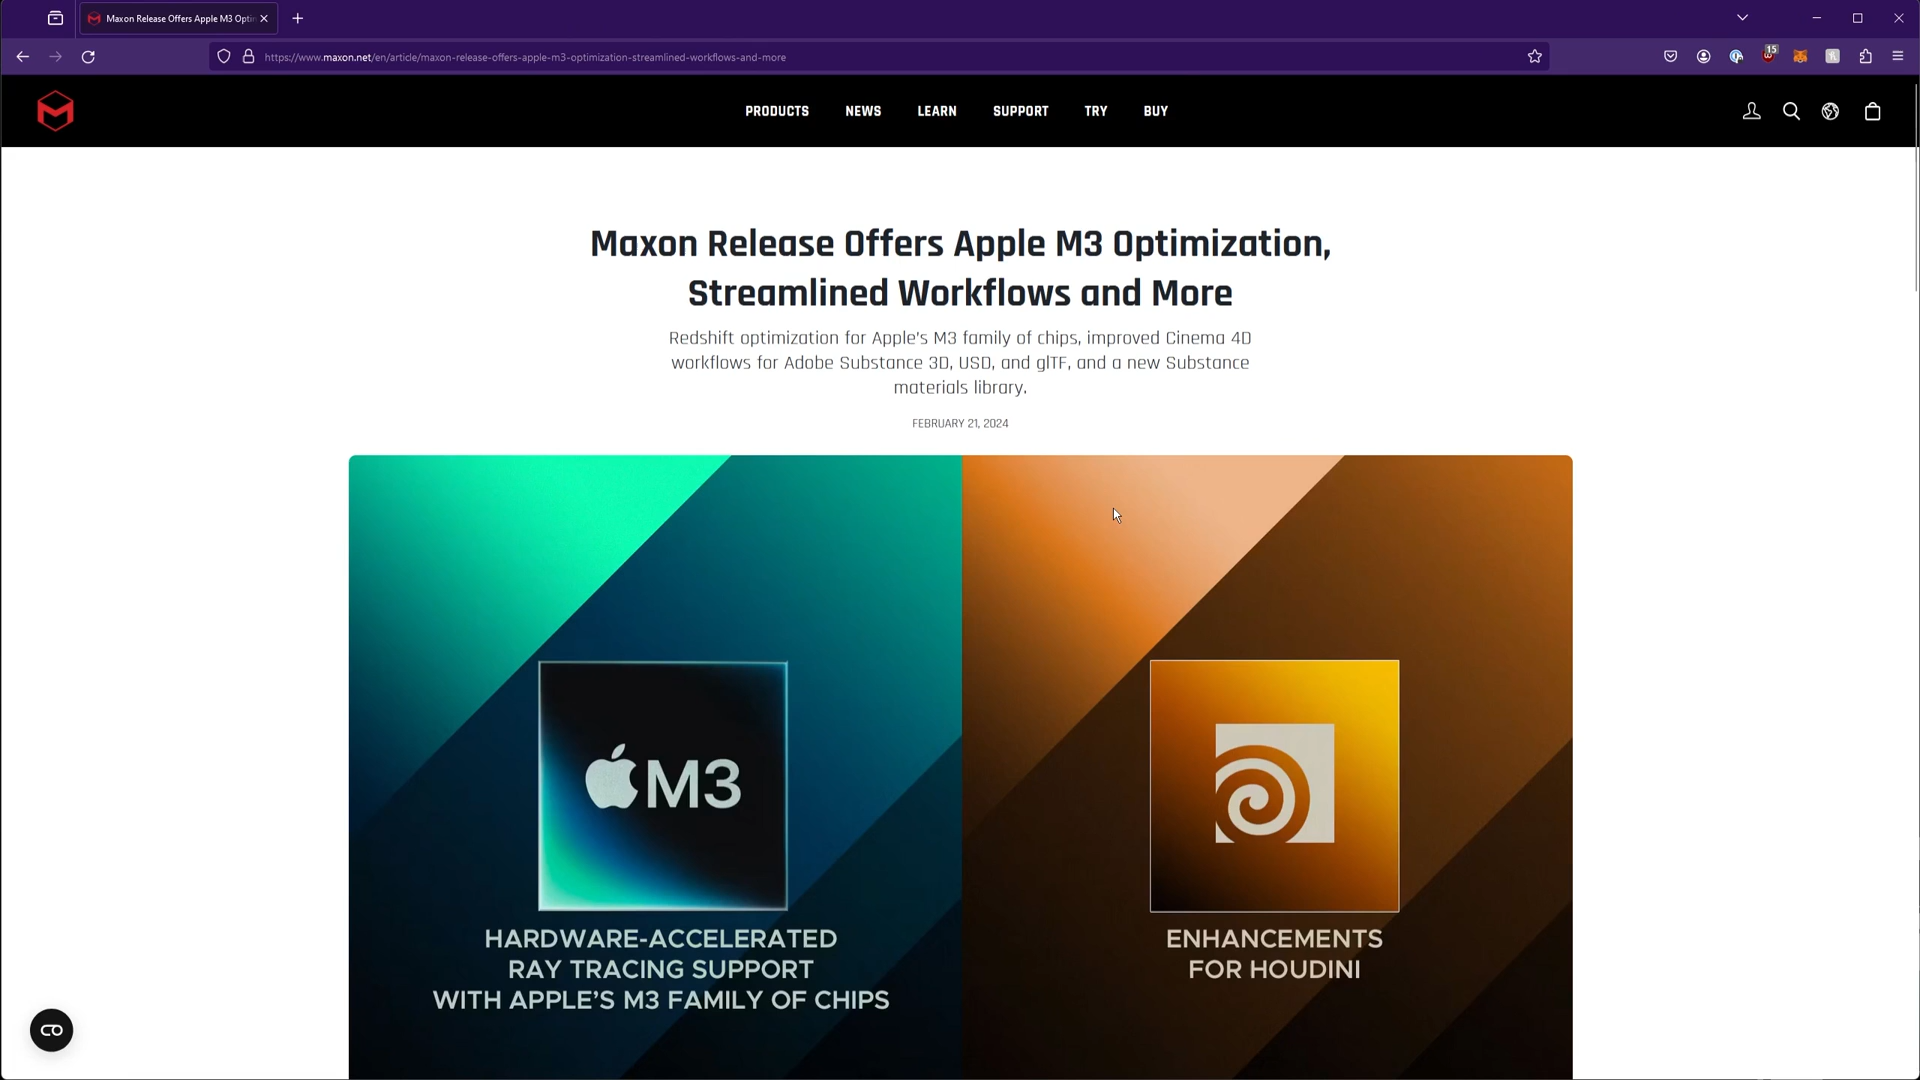 Maxon Release Offers Apple M3 Opti
https://www.maxon.net/en/article/maxon-release-offers-apple-m3-optimization-streamlined-workflows-and-more
15
PRODUCTS NEWS LEARN SUPPORT TRY BUY
Maxon Release Offers Apple M3 Optimization,
Streamlined Workflows and More
Redshift optimization for Apple's M3 family of chips, improved Cinema 4D
workflows for Adobe Substance 3D, USD, and glTF, and a new Substance
materials library.
FEBRUARY 21, 2024
M3
HARDWARE-ACCELERATED
RAY TRACING SUPPORT
WITH APPLE'S M3 FAMILY OF CHIPS
ENHANCEMENTS
FOR HOUDINI